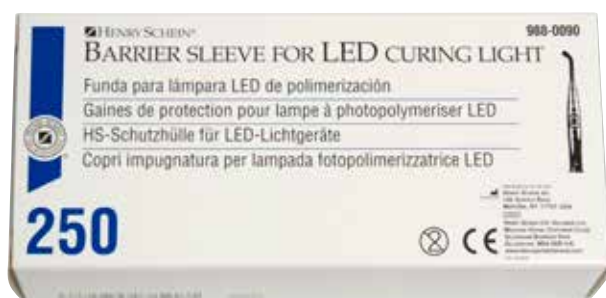 HENRY SCHEIN®
988-0090
BARRIER SLEEVE FOR LED CURING LIGHT
Funda para lámpara LED de polimerización
Gaines de protection pour lampe à photopolymeriser LED
HS-Schutzhülle für LED-Lichtgeräte
Copri impugnatura per lampada fotopolimerizzatrice LED
250
2
CE